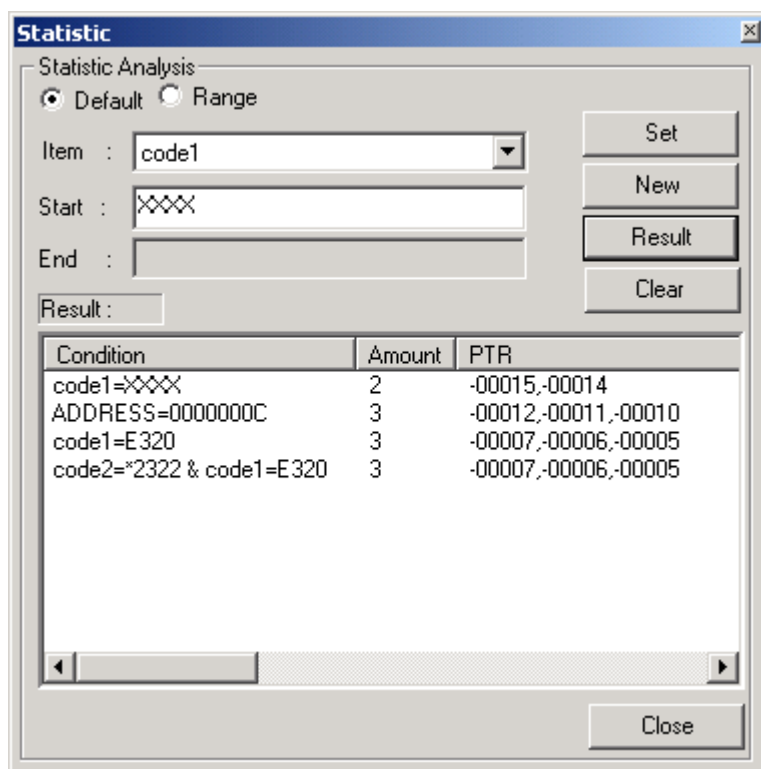 Statistic
Statistic Analysis
Default Range
Item : code1
Set
Start : XXXX
New
End :
Result
Clear
Result :
Condition Amount PTR
code1=XXXX 2 -00015,-00014
ADDRESS=0000000C 3 -00012,-00011,-00010
code1=E320 3 -00007,-00006,-00005
code2=*2322 & code1=E320 3 -00007,-00006,-00005
Close